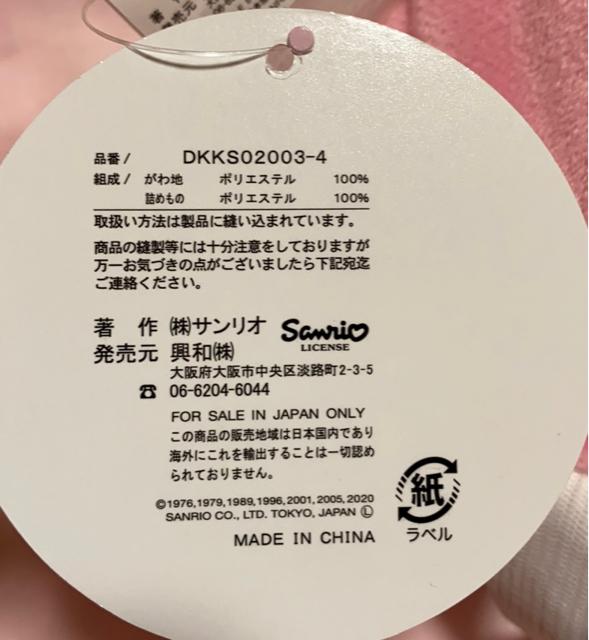 品番/ DKKS02003-4
組成/ がわ地 ポリエステル 100%
詰めもの ポリエステル 100%
取扱い方法は製品に縫い込まれています。
商品の縫製等には十分注意をしておりますが
万一お気づきの点がございましたら下記宛迄
ご連絡ください。
著 作 ㈱サンリオ Sanrio
LICENSE
発売元 興和㈱
大阪府大阪市中央区淡路町2-3-5
☎ 06-6204-6044
FOR SALE IN JAPAN ONLY
この商品の販売地域は日本国内であり
海外にこれを輸出することは一切認め
られておりません。
©1976,1979,1989,1996,2001,2005,2020
SANRIO CO., LTD. TOKYO, JAPAN Ⓛ
MADE IN CHINA
紙
ラベル